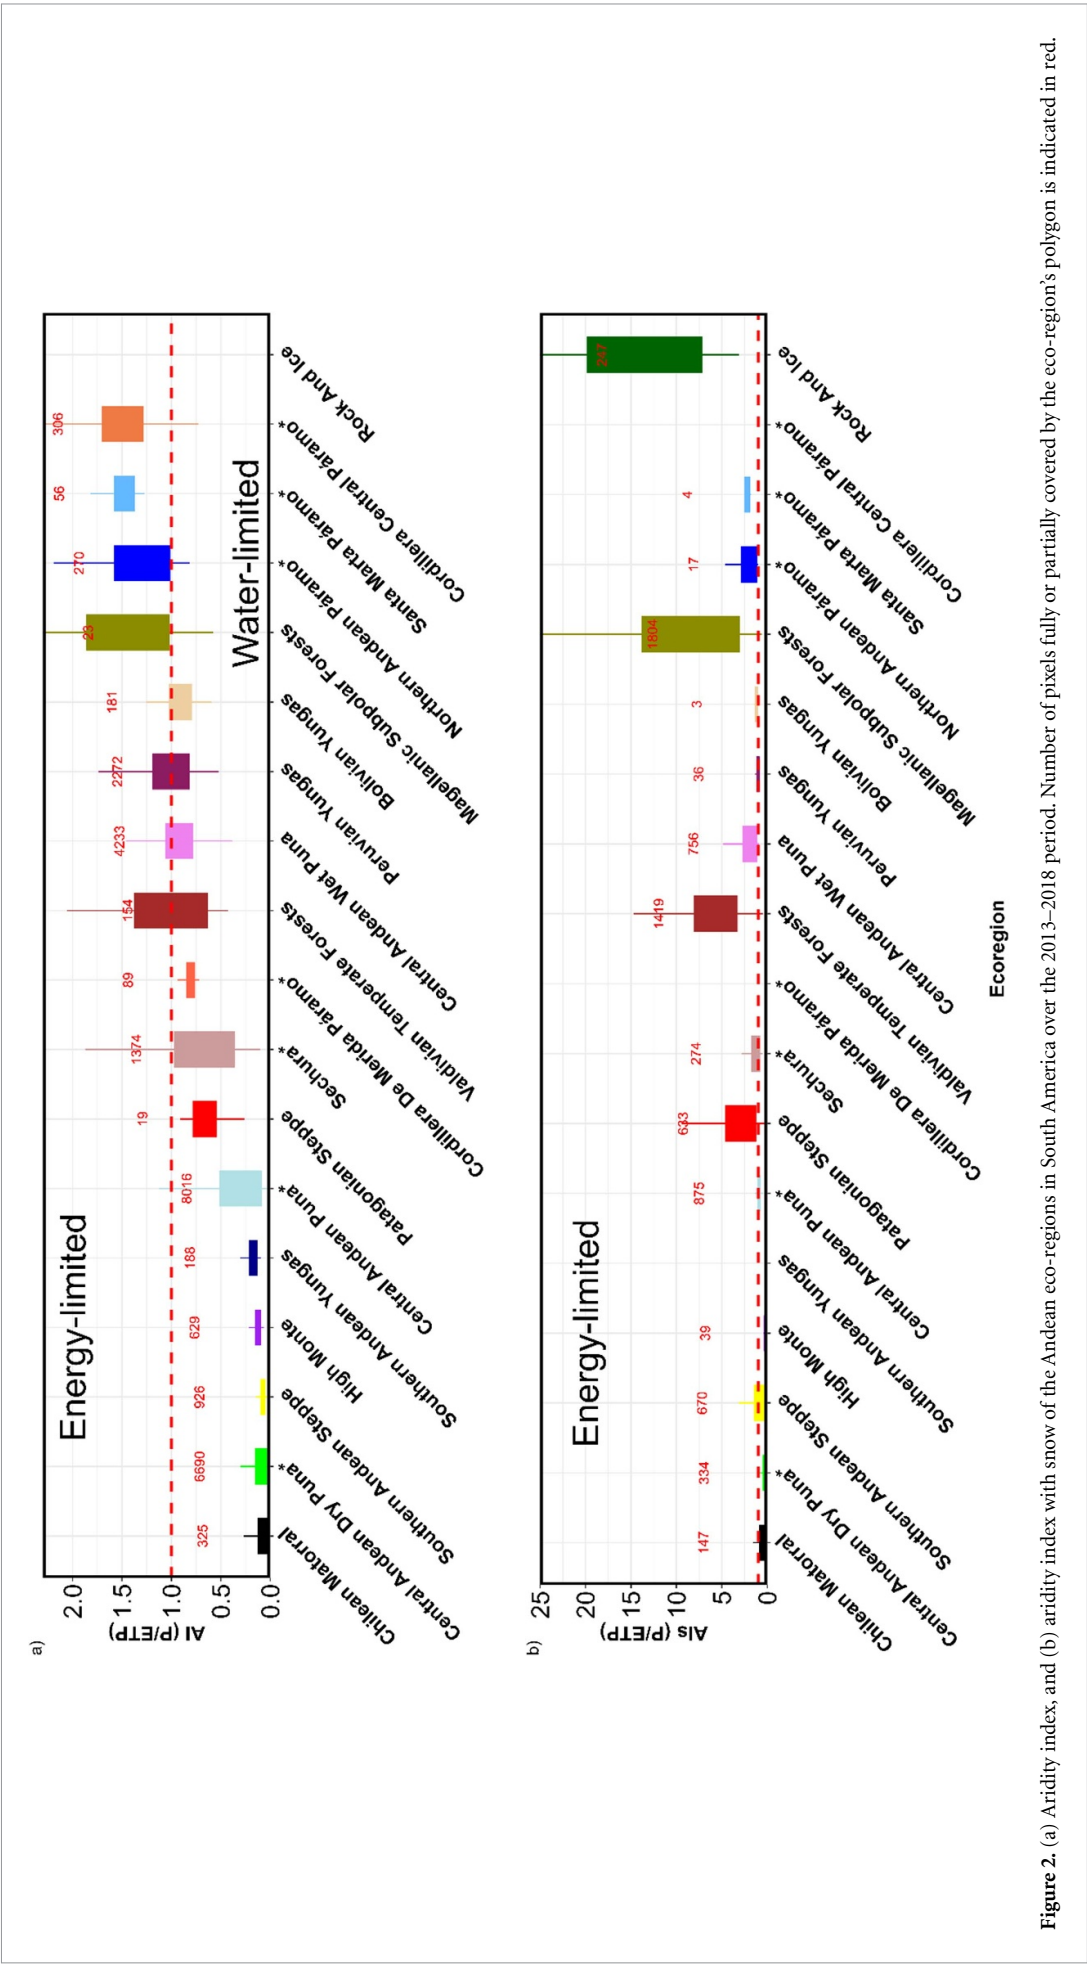 a)
Energy-limited
Water-limited
AI (P/ETP)
2.0
1.5
1.0
0.5
0.0
325
6690
926
629
188
8016
19
1374
89
154
4233
2272
181
23
270
56
306
Chilean Matorral
Central Andean Dry Puna*
Southern Andean Steppe
High Monte
Southern Andean Yungas
Central Andean Puna*
Patagonian Steppe
Sechura*
Cordillera De Merida Páramo*
Valdivian Temperate Forests
Central Andean Wet Puna
Peruvian Yungas
Bolivian Yungas
Magellanic Subpolar Forests
Northern Andean Páramo*
Santa Marta Páramo*
Cordillera Central Páramo*
Rock And Ice
b)
Energy-limited
AIs (P/ETP)
25
20
15
10
5
0
147
334
670
39
875
633
274
1419
756
36
3
1804
17
4
247
Chilean Matorral
Central Andean Dry Puna*
Southern Andean Steppe
High Monte
Southern Andean Yungas
Central Andean Puna*
Patagonian Steppe
Sechura*
Cordillera De Merida Páramo*
Valdivian Temperate Forests
Central Andean Wet Puna
Peruvian Yungas
Bolivian Yungas
Magellanic Subpolar Forests
Northern Andean Páramo*
Santa Marta Páramo*
Cordillera Central Páramo*
Rock And Ice
Ecoregion
Figure 2. (a) Aridity index, and (b) aridity index with snow of the Andean eco-regions in South America over the 2013–2018 period. Number of pixels fully or partially covered by the eco-region's polygon is indicated in red.